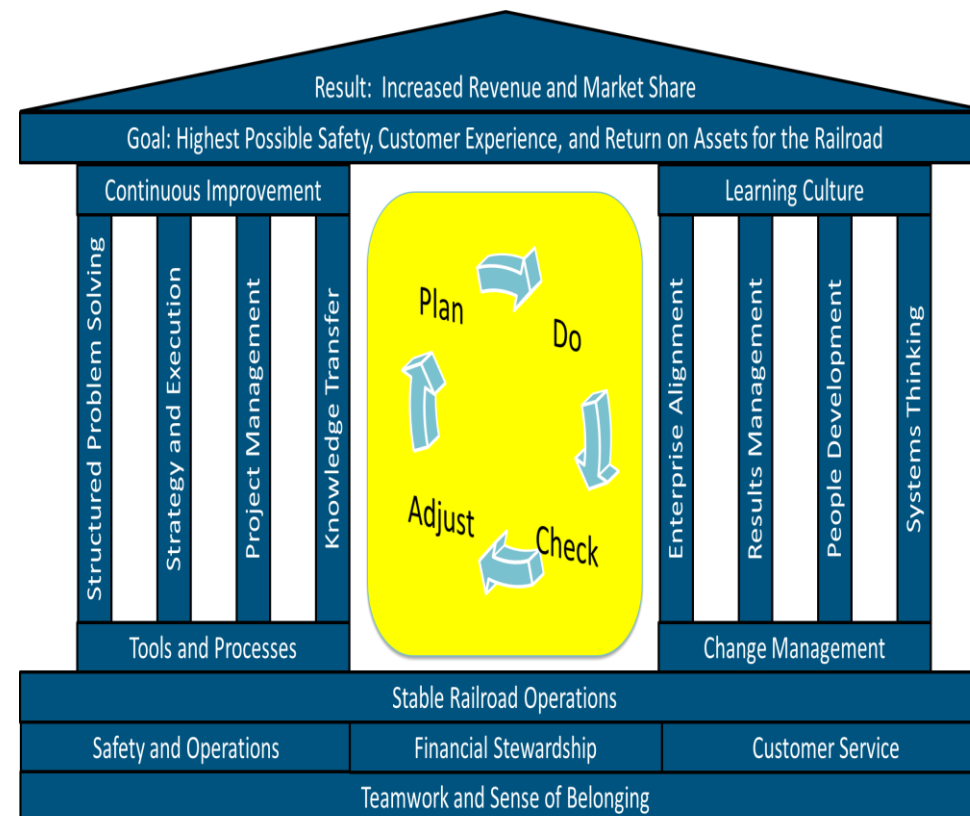 Result: Increased Revenue and Market Share
Goal: Highest Possible Safety, Customer Experience, and Return on Assets for the Railroad
Continuous Improvement
Learning Culture
Structured Problem Solving
Strategy and Execution
Project Management
Knowledge Transfer
Plan
Do
Adjust
Check
Enterprise Alignment
Results Management
People Development
Systems Thinking
Tools and Processes
Change Management
Stable Railroad Operations
Safety and Operations
Financial Stewardship
Customer Service
Teamwork and Sense of Belonging